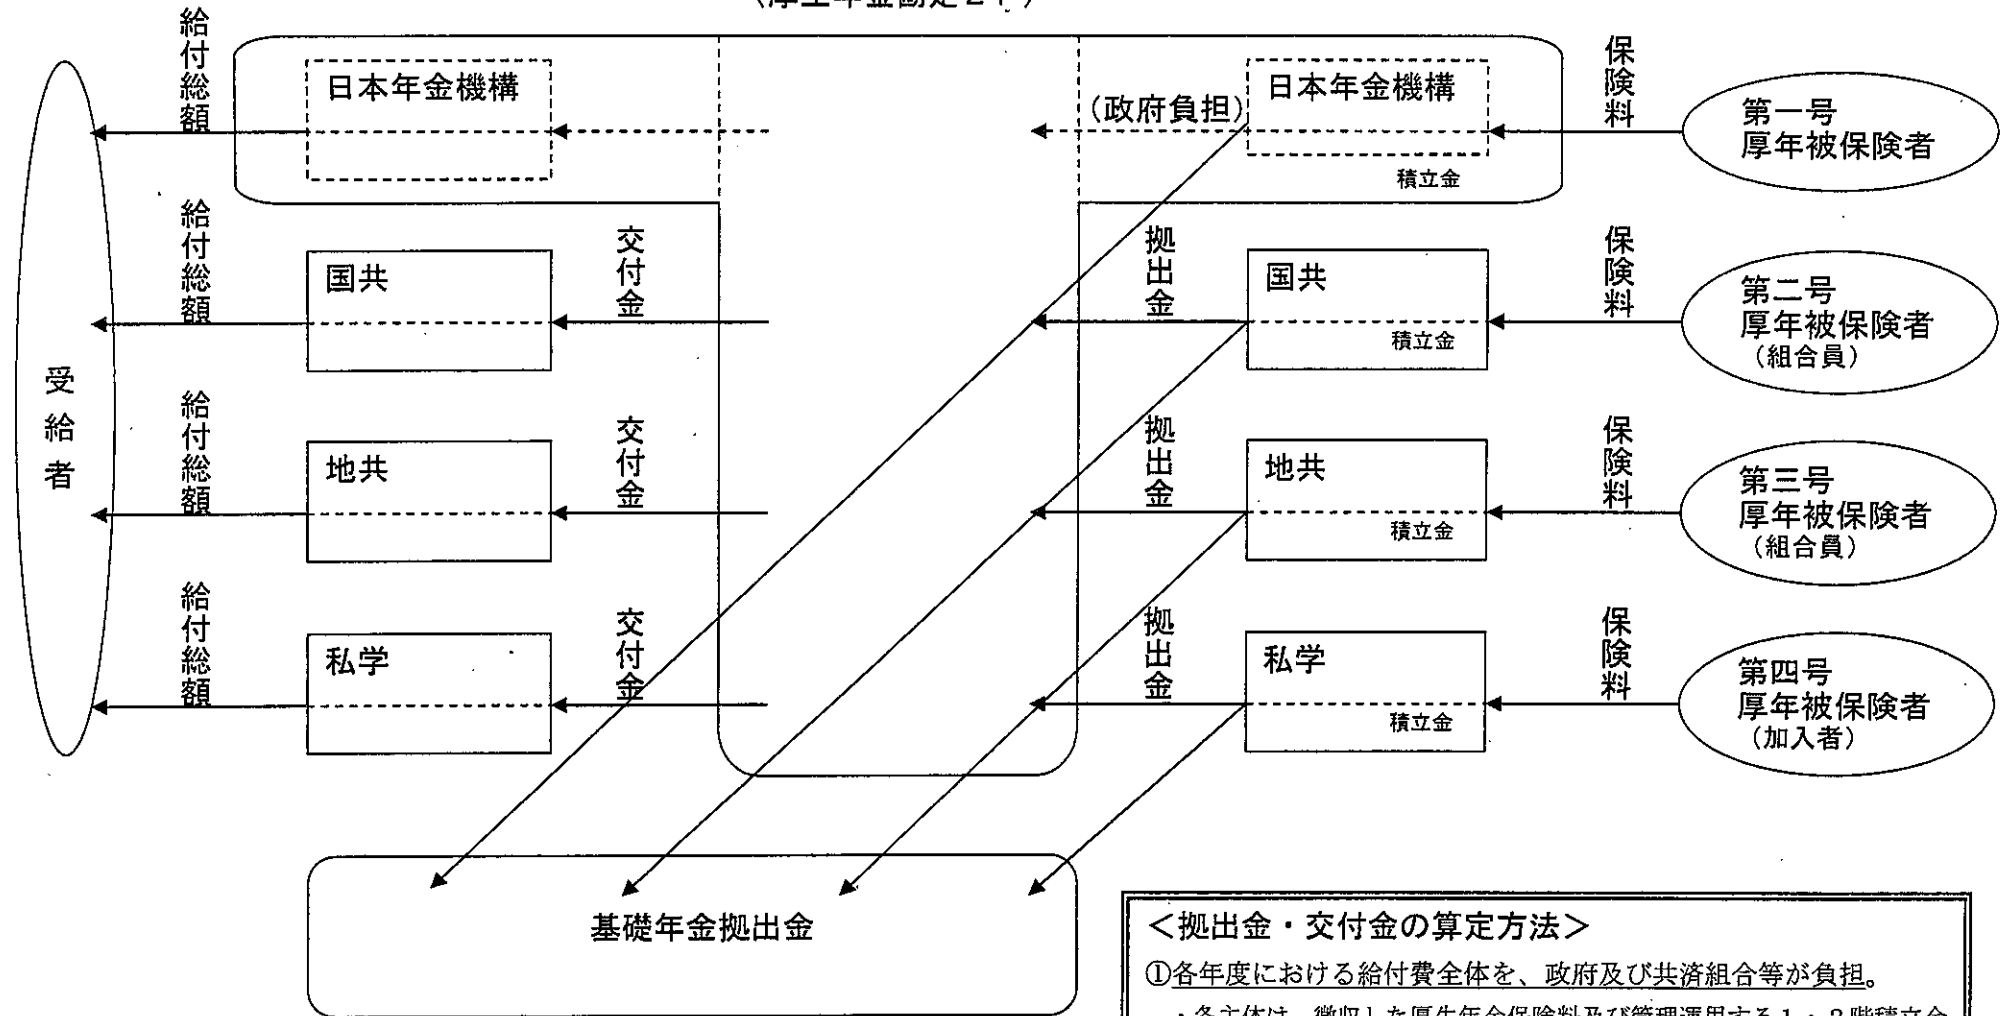 給付総額
日本年金機構
(政府負担)
日本年金機構
積立金
保険料
第一号
厚年被保険者
給付総額
国共
交付金
拠出金
国共
積立金
保険料
第二号
厚年被保険者
(組合員)
受給者
給付総額
地共
交付金
拠出金
地共
積立金
保険料
第三号
厚年被保険者
(組合員)
給付総額
私学
交付金
拠出金
私学
積立金
保険料
第四号
厚年被保険者
(加入者)
基礎年金拠出金
<拠出金・交付金の算定方法>
①各年度における給付費全体を、政府及び共済組合等が負担。